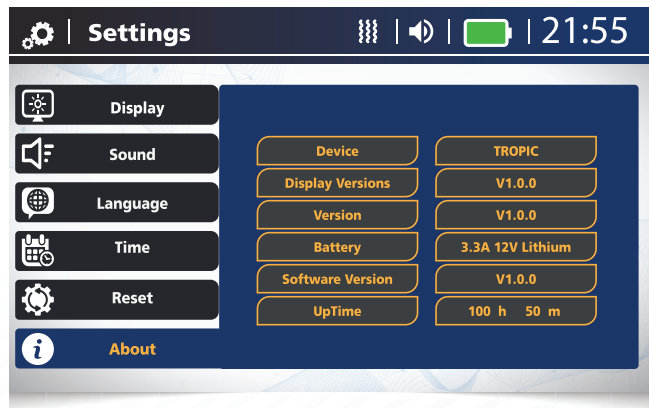 Settings 21:55
Display
Sound
Language
Time
Reset
About
Device TROPIC
Display Versions V1.0.0
Version V1.0.0
Battery 3.3A 12V Lithium
Software Version V1.0.0
UpTime 100 h 50 m